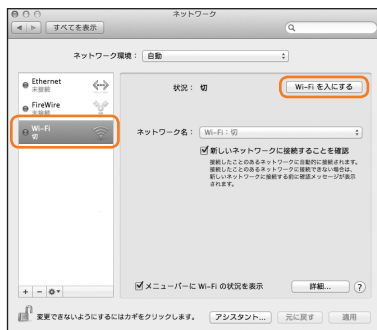 ネットワーク
すべてを表示
ネットワーク環境： 自動
Ethernet
未接続
FireWire
未接続
Wi-Fi
切
状況： 切
Wi-Fi を入にする
ネットワーク名： Wi-Fi：切
新しいネットワークに接続することを確認
接続したことのあるネットワークに自動的に接続されます。
接続したことのあるネットワークに接続できない場合は、
新しいネットワークに接続する前に確認メッセージが表示
されます。
メニューバーに Wi-Fi の状況を表示
詳細...
?
変更できないようにするにはカギをクリックします。
アシスタント...
元に戻す
適用